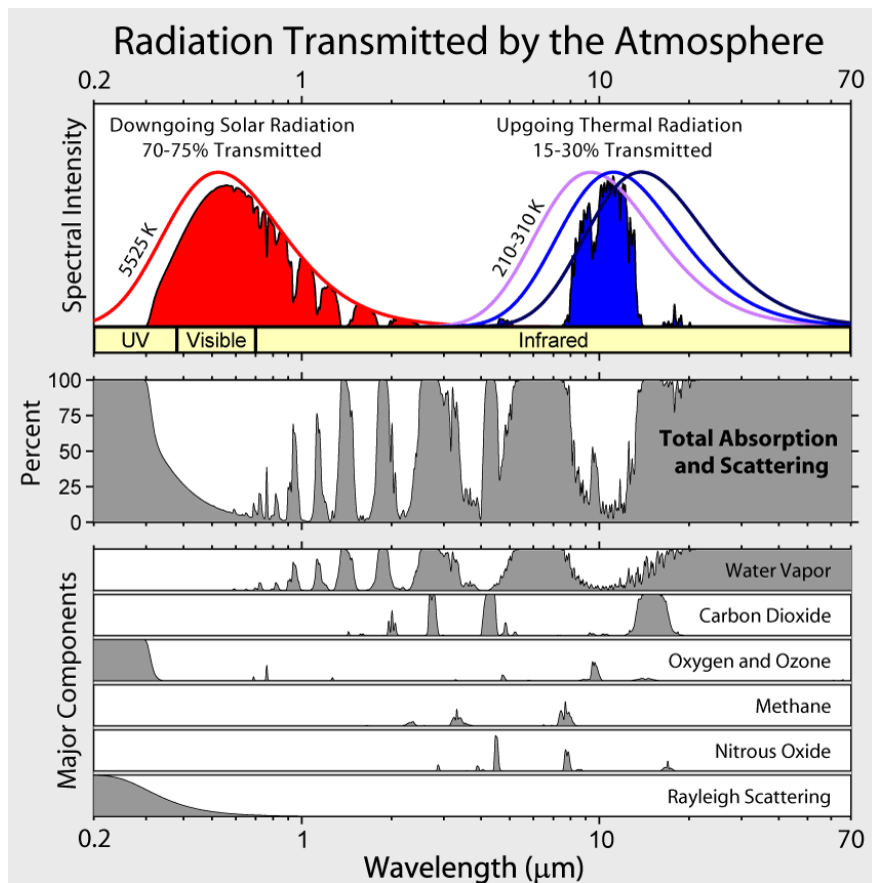 Radiation Transmitted by the Atmosphere
0.2 1 10 70
Spectral Intensity
Downgoing Solar Radiation
70-75% Transmitted
Upgoing Thermal Radiation
15-30% Transmitted
5525 K
210-310 K
UV Visible Infrared
Percent
100
75
50
25
0
Total Absorption
and Scattering
Major Components
Water Vapor
Carbon Dioxide
Oxygen and Ozone
Methane
Nitrous Oxide
Rayleigh Scattering
0.2 1 10 70
Wavelength (μm)